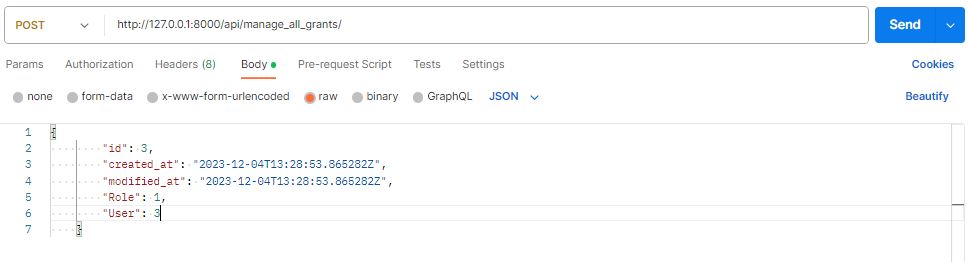 POST http://127.0.0.1:8000/api/manage_all_grants/ Send
Params Authorization Headers (8) Body Pre-request Script Tests Settings Cookies
none form-data x-www-form-urlencoded raw binary GraphQL JSON Beautify
1 {
2 "id": 3,
3 "created_at": "2023-12-04T13:28:53.865282Z",
4 "modified_at": "2023-12-04T13:28:53.865282Z",
5 "Role": 1,
6 "User": 3
7 }